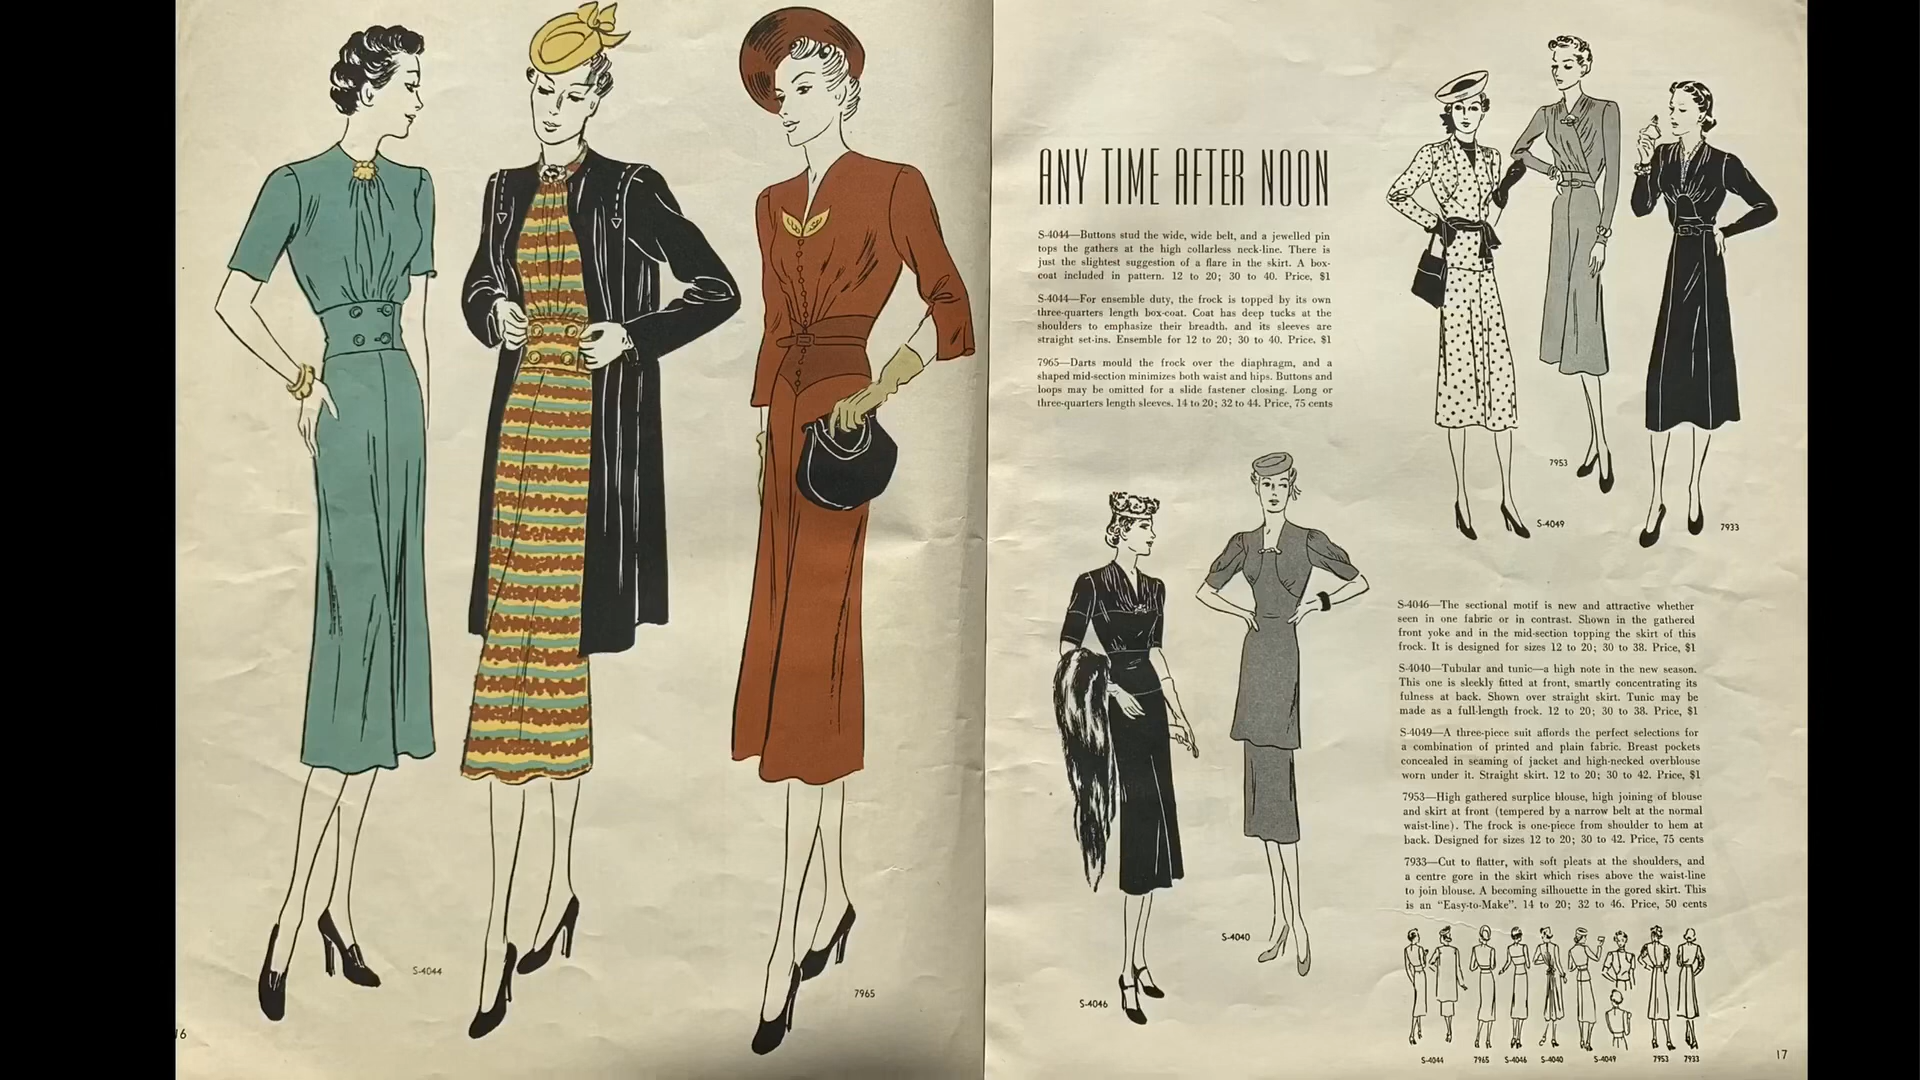 S-4044
7965
16
ANY TIME AFTER NOON
S-4044—Buttons stud the wide, wide belt, and a jewelled pin
tops the gathers at the high collarless neck-line. There is
just the slightest suggestion of a flare in the skirt. A box-
coat included in pattern. 12 to 20; 30 to 40. Price, $1
S-4044—For ensemble duty, the frock is topped by its own
three-quarters length box-coat. Coat has deep tucks at the
shoulders to emphasize their breadth, and its sleeves are
straight set-ins. Ensemble for 12 to 20; 30 to 40. Price, $1
7965—Darts mould the frock over the diaphragm, and a
shaped mid-section minimizes both waist and hips. Buttons and
loops may be omitted for a slide fastener closing. Long or
three-quarters length sleeves. 14 to 20; 32 to 44. Price, 75 cents
7953
S-4049
7933
S-4040
S-4046
S-4046—The sectional motif is new and attractive whether
seen in one fabric or in contrast. Shown in the gathered
front yoke and in the mid-section topping the skirt of this
frock. It is designed for sizes 12 to 20; 30 to 38. Price, $1
S-4040—Tubular and tunic—a high note in the new season.
This one is sleekly fitted at front, smartly concentrating its
fulness at back. Shown over straight skirt. Tunic may be
made as a full-length frock. 12 to 20; 30 to 38. Price, $1
S-4049—A three-piece suit affords the perfect selections for
a combination of printed and plain fabric. Breast pockets
concealed in seaming of jacket and high-necked overblouse
worn under it. Straight skirt. 12 to 20; 30 to 42. Price, $1
7953—High gathered surplice blouse, high joining of blouse
and skirt at front (tempered by a narrow belt at the normal
waist-line). The frock is one-piece from shoulder to hem at
back. Designed for sizes 12 to 20; 30 to 42. Price, 75 cents
7933—Cut to flatter, with soft pleats at the shoulders, and
a centre gore in the skirt which rises above the waist-line
to join blouse. A becoming silhouette in the gored skirt. This
is an "Easy-to-Make". 14 to 20; 32 to 46. Price, 50 cents
S-4044 7965 S-4046 S-4040 S-4049 7953 7933
17